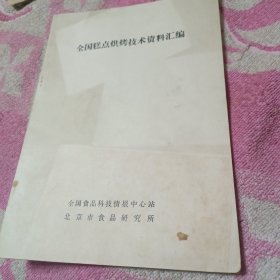 全国糕点烘烤技术资料汇编
全国食品科技情报中心站
北京市食品研究所